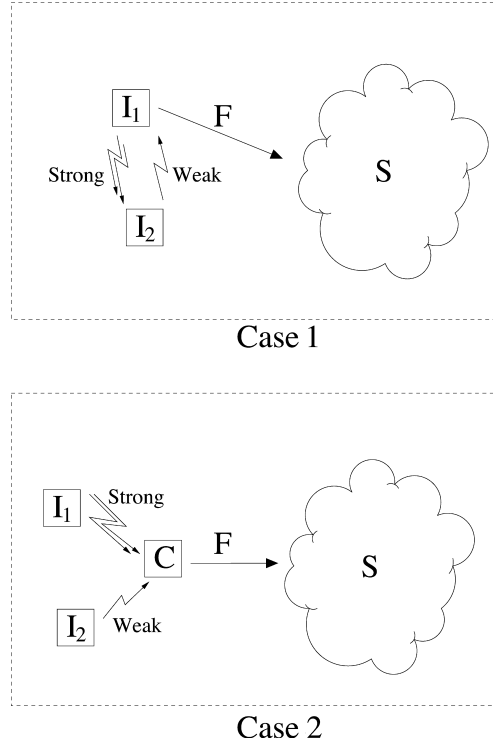 I₁
F
Strong
Weak
S
I₂
Case 1
I₁
Strong
C
F
S
I₂
Weak
Case 2